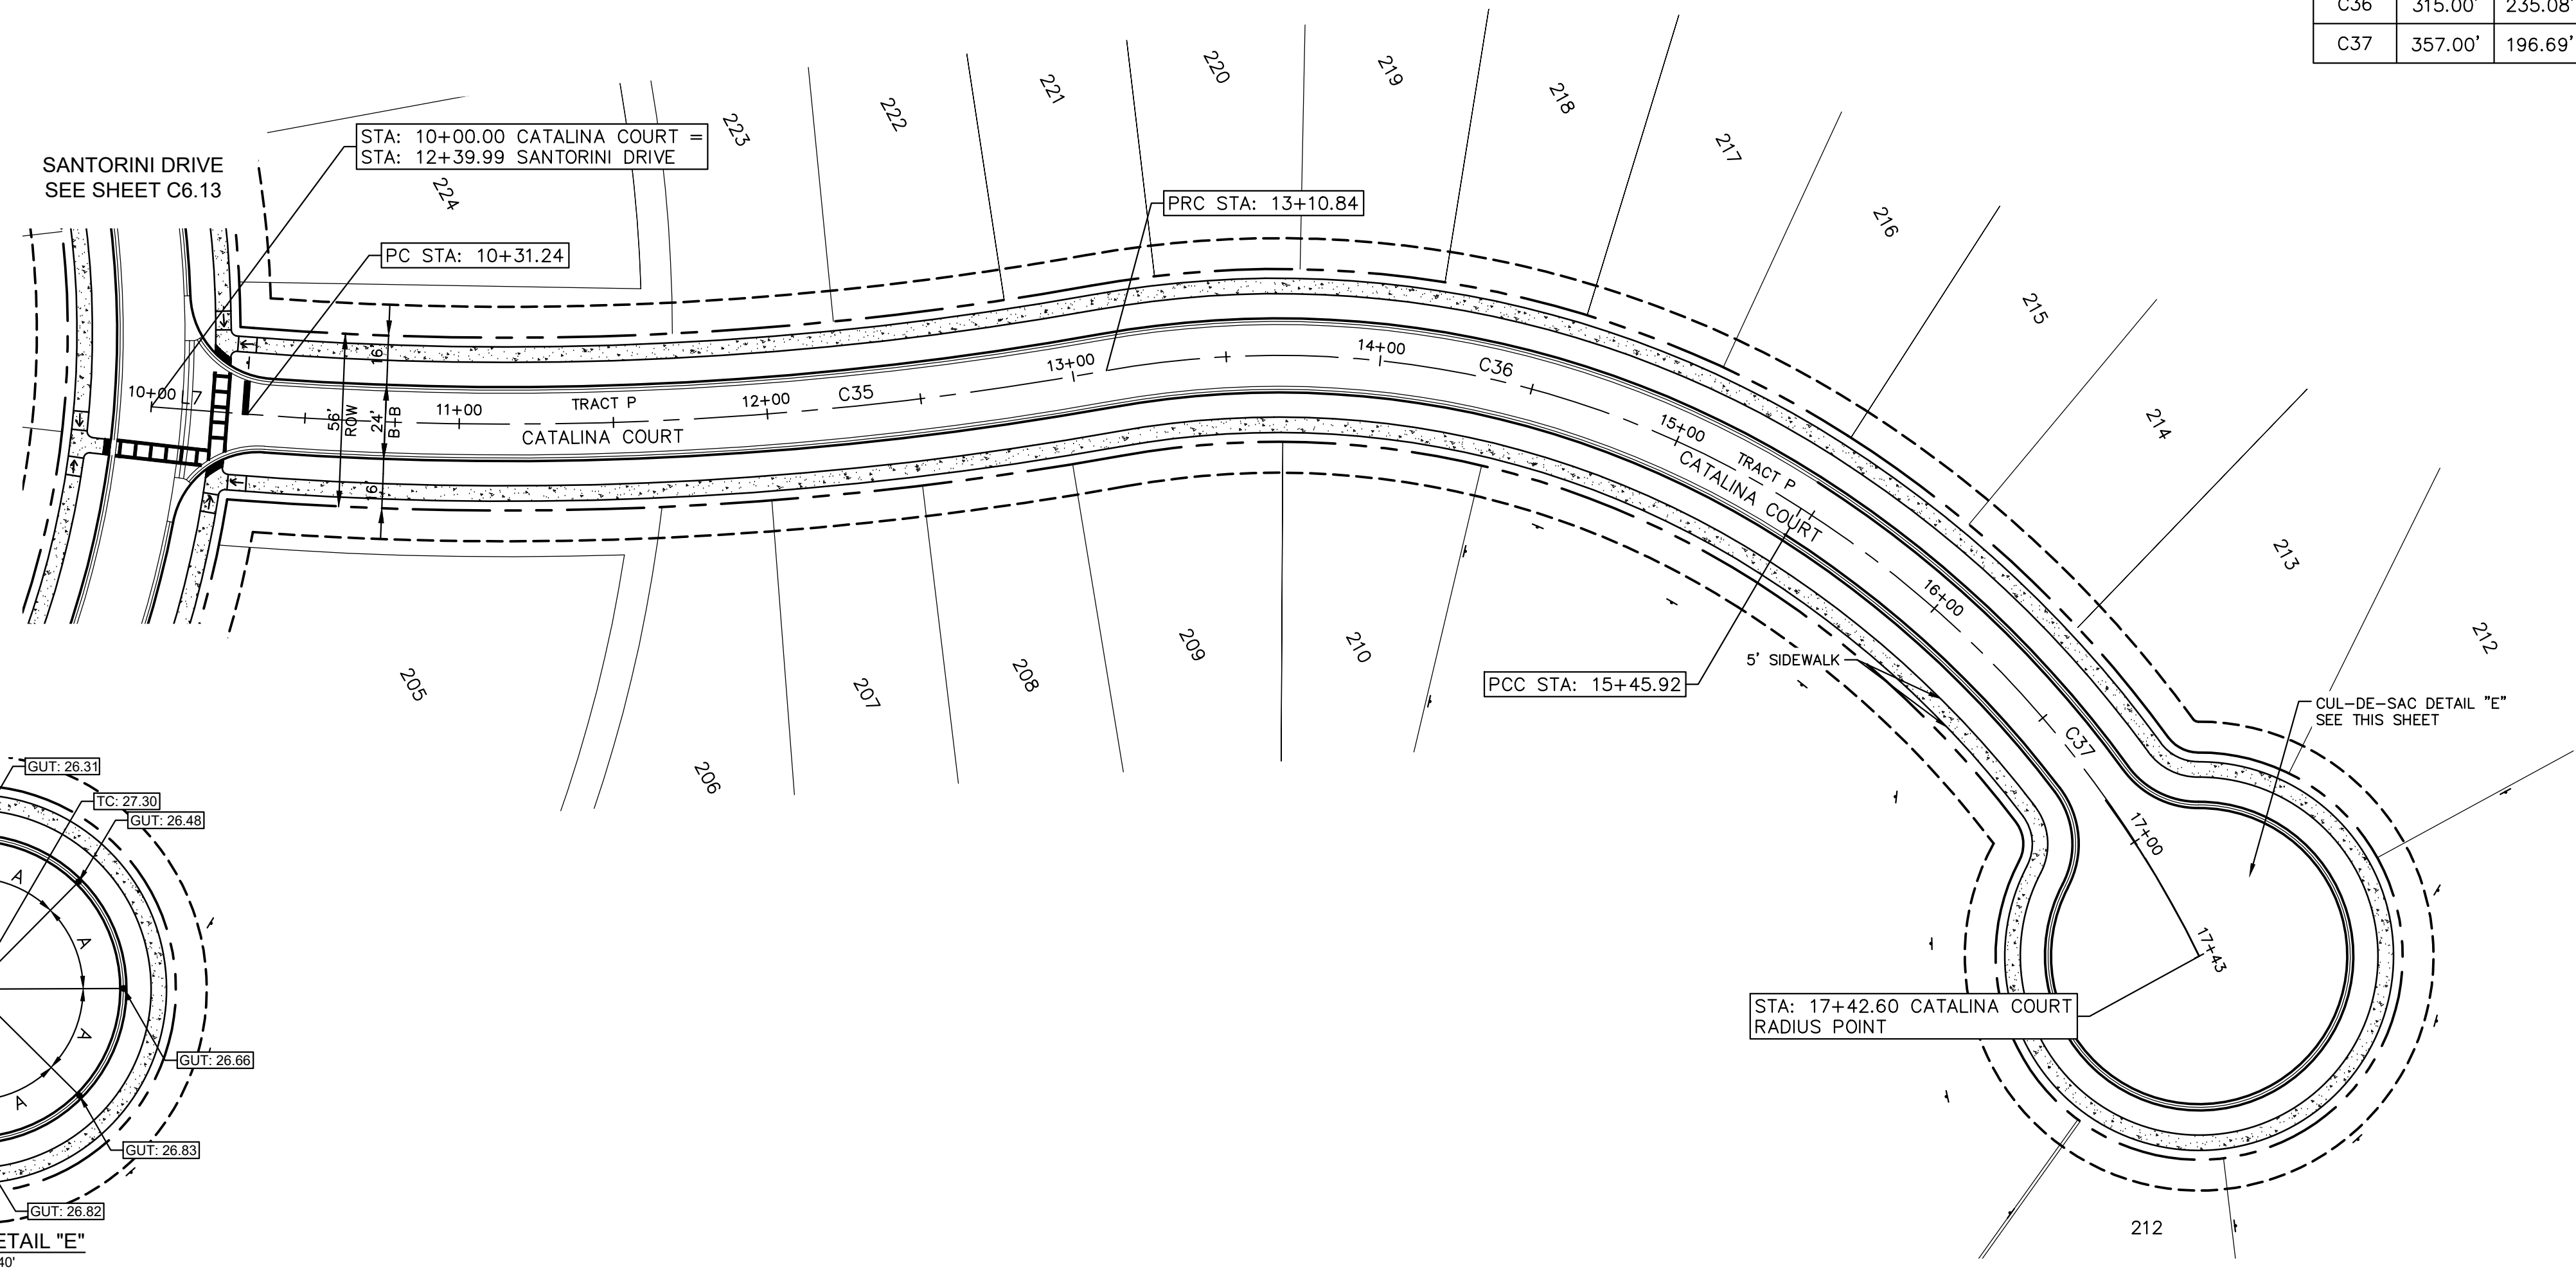 C36 315.00' 235.08'
C37 357.00' 196.69'
SANTORINI DRIVE
SEE SHEET C6.13
STA: 10+00.00 CATALINA COURT =
STA: 12+39.99 SANTORINI DRIVE
PC STA: 10+31.24
PRC STA: 13+10.84
224
223
222
221
220
219
218
217
216
215
214
213
212
10+00
L7
11+00
12+00
13+00
14+00
15+00
16+00
17+00
17+43
C35
C36
C37
16'
56'
ROW
24'
B-B
16'
TRACT P
CATALINA COURT
TRACT P
CATALINA COURT
205
206
207
208
209
210
PCC STA: 15+45.92
5' SIDEWALK
CUL-DE-SAC DETAIL "E"
SEE THIS SHEET
STA: 17+42.60 CATALINA COURT
RADIUS POINT
212
GUT: 26.31
TC: 27.30
GUT: 26.48
A
A
A
A
GUT: 26.66
GUT: 26.83
GUT: 26.82
ETAIL "E"
40'